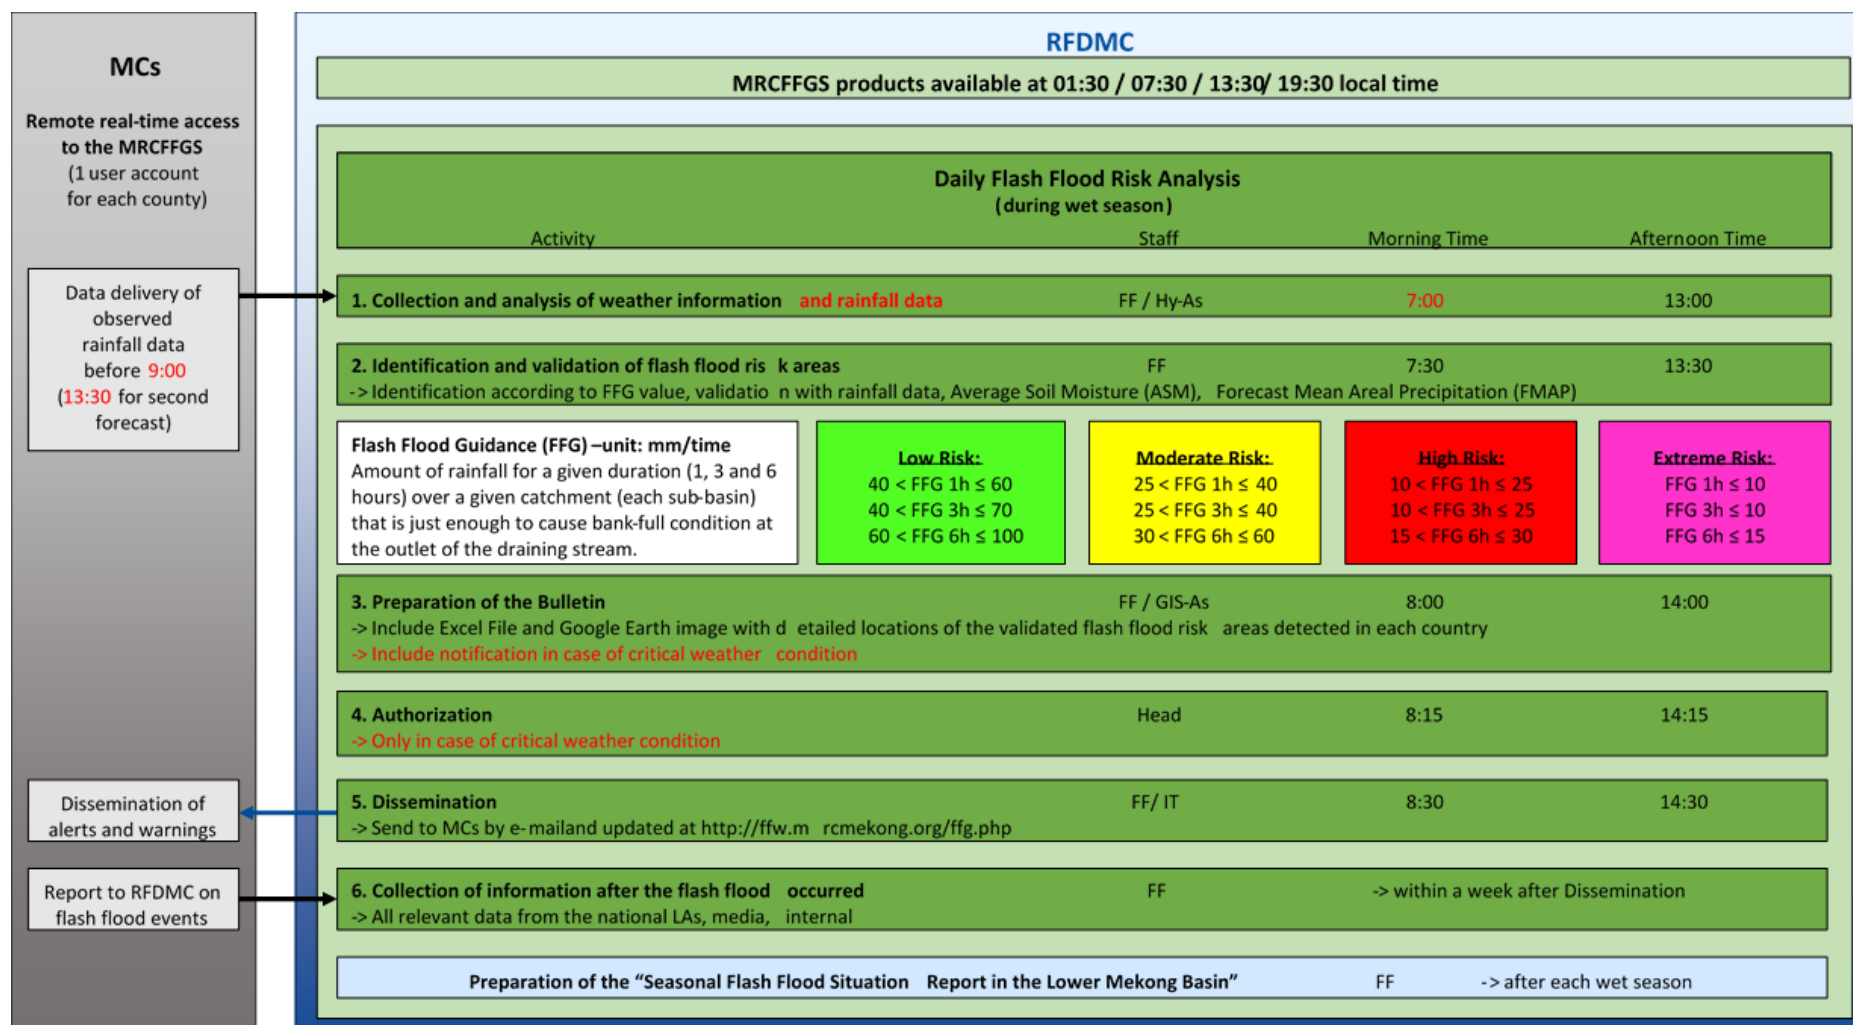 MCs
Remote real-time access
to the MRCFFGS
(1 user account
for each county)
Data delivery of
observed
rainfall data
before 9:00
(13:30 for second
forecast)
Dissemination of
alerts and warnings
Report to RFDMC on
flash flood events
RFDMC
MRCFFGS products available at 01:30 / 07:30 / 13:30/ 19:30 local time
Daily Flash Flood Risk Analysis
(during wet season)
Activity Staff Morning Time Afternoon Time
1. Collection and analysis of weather information and rainfall data FF / Hy-As 7:00 13:00
2. Identification and validation of flash flood ris k areas FF 7:30 13:30
-> Identification according to FFG value, validatio n with rainfall data, Average Soil Moisture (ASM), Forecast Mean Areal Precipitation (FMAP)
Flash Flood Guidance (FFG) –unit: mm/time
Amount of rainfall for a given duration (1, 3 and 6
hours) over a given catchment (each sub-basin)
that is just enough to cause bank-full condition at
the outlet of the draining stream.
Low Risk:
40 < FFG 1h ≤ 60
40 < FFG 3h ≤ 70
60 < FFG 6h ≤ 100
Moderate Risk:
25 < FFG 1h ≤ 40
25 < FFG 3h ≤ 40
30 < FFG 6h ≤ 60
High Risk:
10 < FFG 1h ≤ 25
10 < FFG 3h ≤ 25
15 < FFG 6h ≤ 30
Extreme Risk:
FFG 1h ≤ 10
FFG 3h ≤ 10
FFG 6h ≤ 15
3. Preparation of the Bulletin FF / GIS-As 8:00 14:00
-> Include Excel File and Google Earth image with d etailed locations of the validated flash flood risk areas detected in each country
-> Include notification in case of critical weather condition
4. Authorization Head 8:15 14:15
-> Only in case of critical weather condition
5. Dissemination FF/ IT 8:30 14:30
-> Send to MCs by e-mailand updated at http://ffw.m rcmekong.org/ffg.php
6. Collection of information after the flash flood occurred FF -> within a week after Dissemination
-> All relevant data from the national LAs, media, internal
Preparation of the “Seasonal Flash Flood Situation Report in the Lower Mekong Basin” FF -> after each wet season